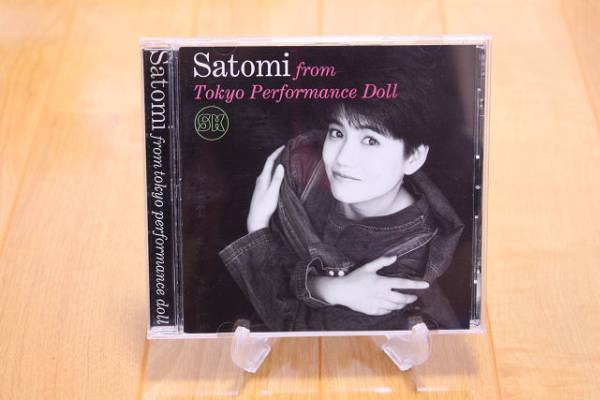 Satomi from
Tokyo Performance Doll
SK
Satomi from tokyo performance doll